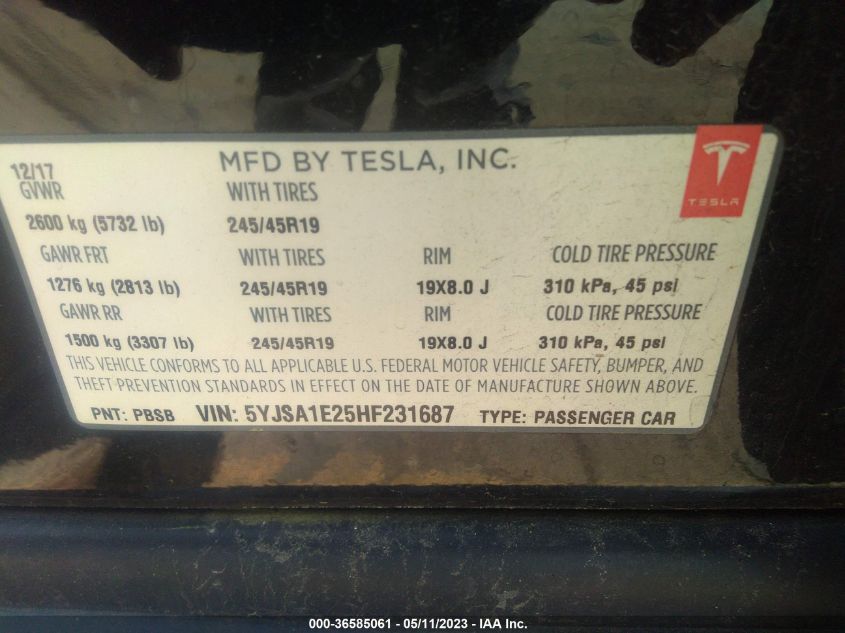 12/17 MFD BY TESLA, INC.
TESLA
GVWR WITH TIRES
2600 kg (5732 lb) 245/45R19
GAWR FRT WITH TIRES RIM COLD TIRE PRESSURE
1276 kg (2813 lb) 245/45R19 19X8.0 J 310 kPa, 45 psi
GAWR RR WITH TIRES RIM COLD TIRE PRESSURE
1500 kg (3307 lb) 245/45R19 19X8.0 J 310 kPa, 45 psi
THIS VEHICLE CONFORMS TO ALL APPLICABLE U.S. FEDERAL MOTOR VEHICLE SAFETY, BUMPER, AND
THEFT PREVENTION STANDARDS IN EFFECT ON THE DATE OF MANUFACTURE SHOWN ABOVE.
PNT: PBSB VIN: 5YJSA1E25HF231687 TYPE: PASSENGER CAR
000-36585061 - 05/11/2023 - IAA Inc.